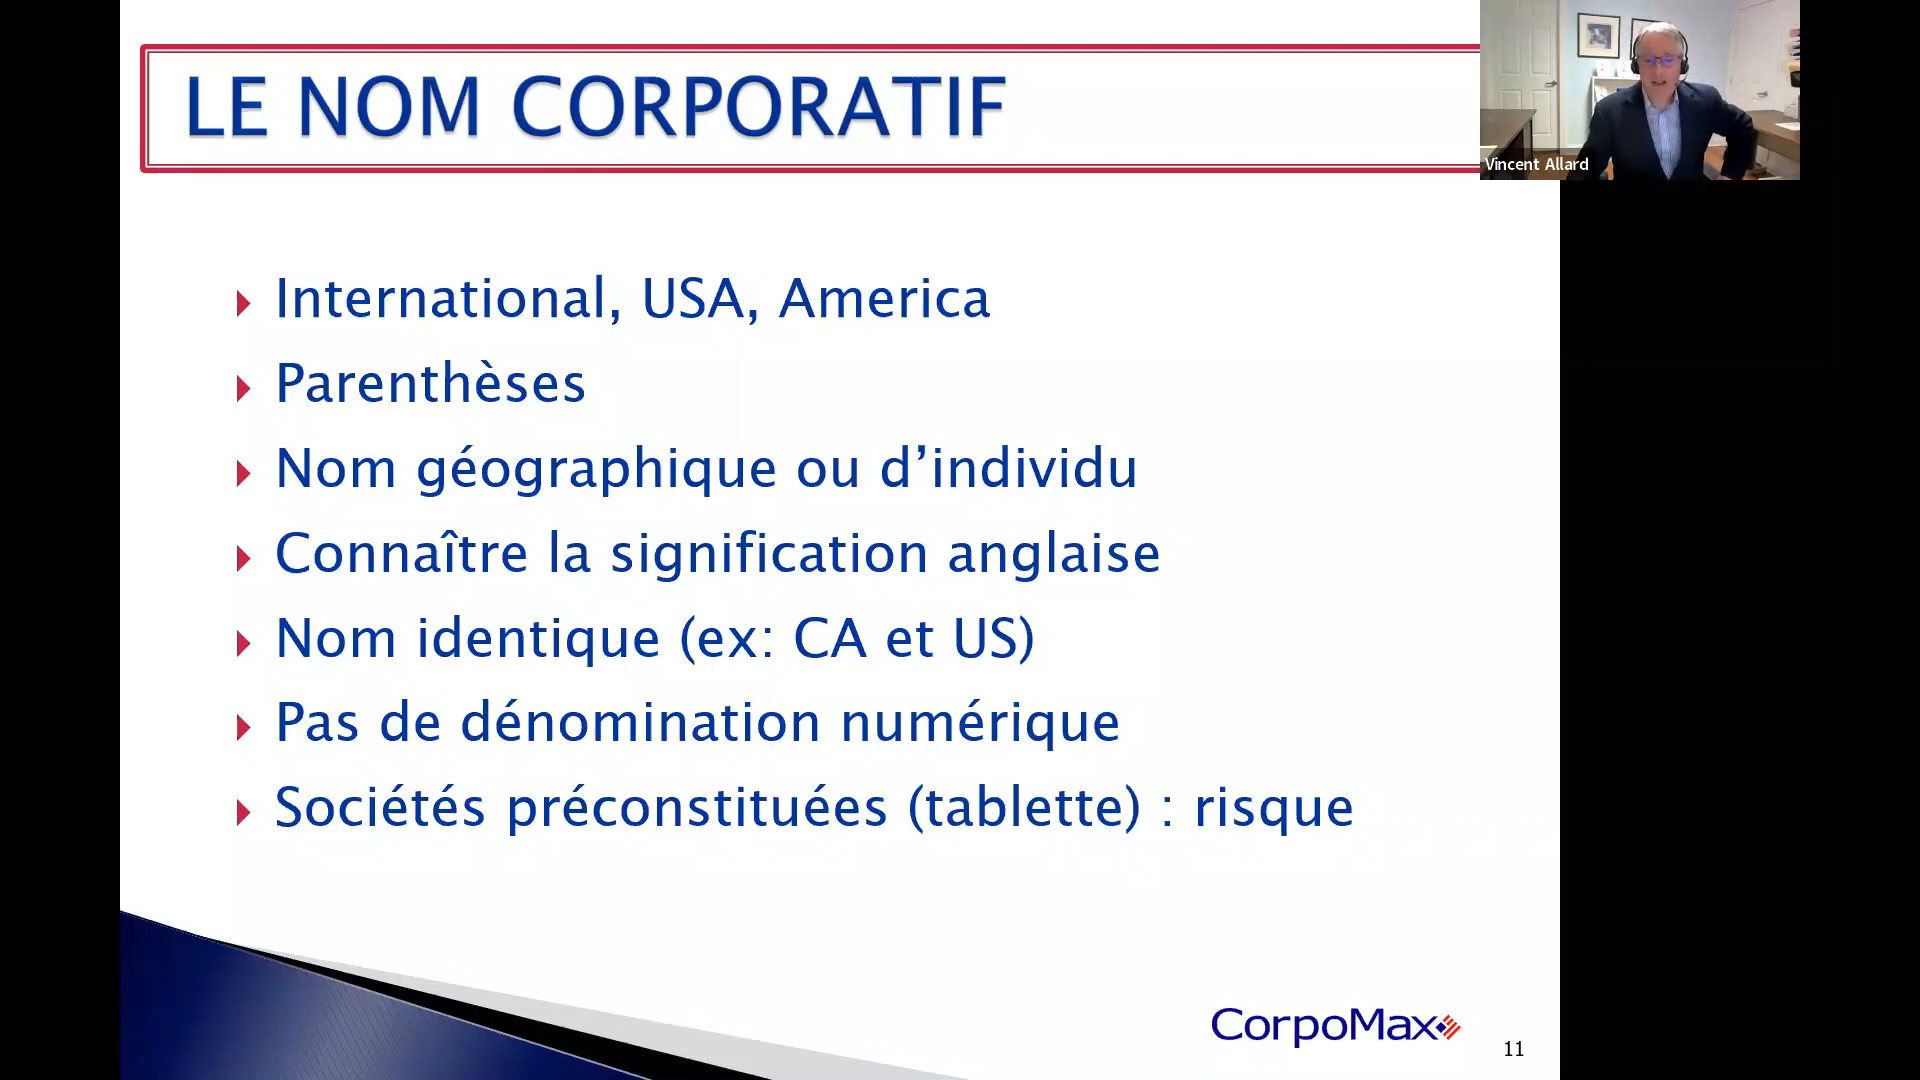 LE NOM CORPORATIF
Vincent Allard
International, USA, America
Parenthèses
Nom géographique ou d’individu
Connaître la signification anglaise
Nom identique (ex: CA et US)
Pas de dénomination numérique
Sociétés préconstituées (tablette) : risque
CorpoMax
11